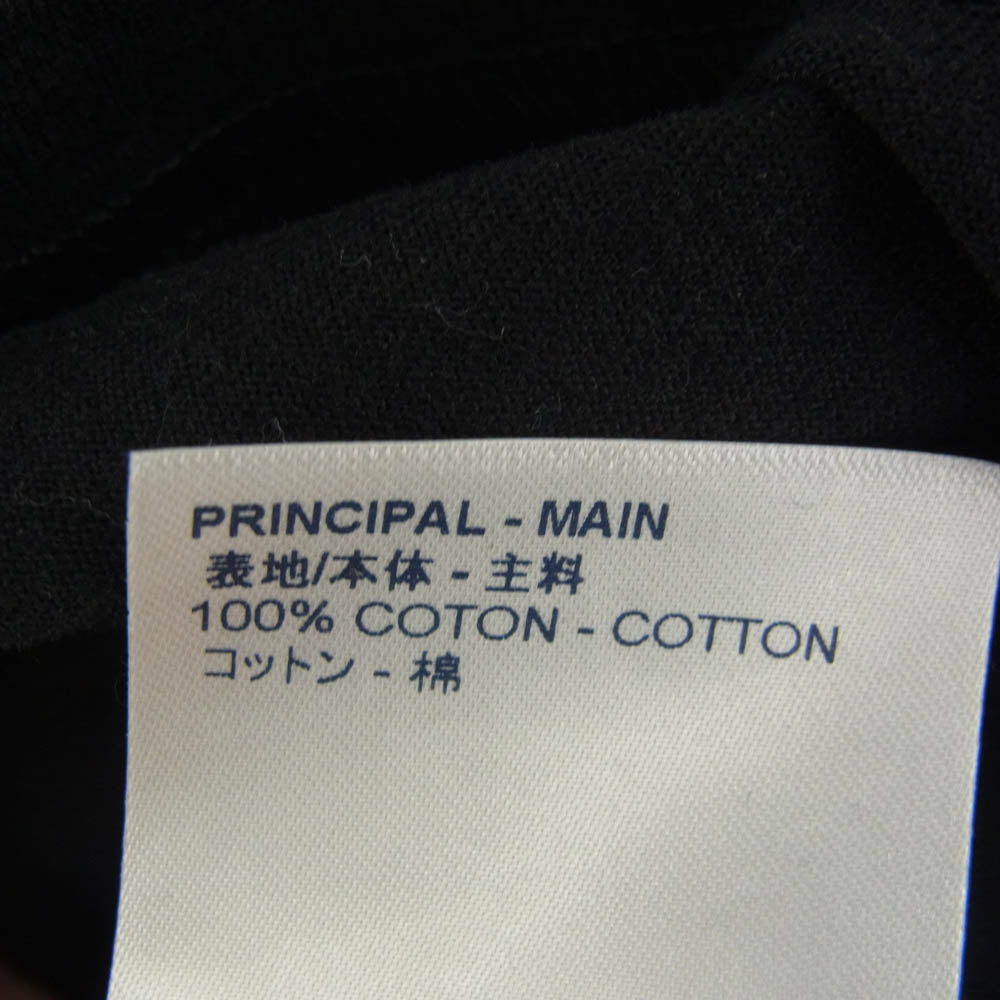 PRINCIPAL - MAIN
表地/本体 - 主料
100% COTON - COTTON
コットン - 棉